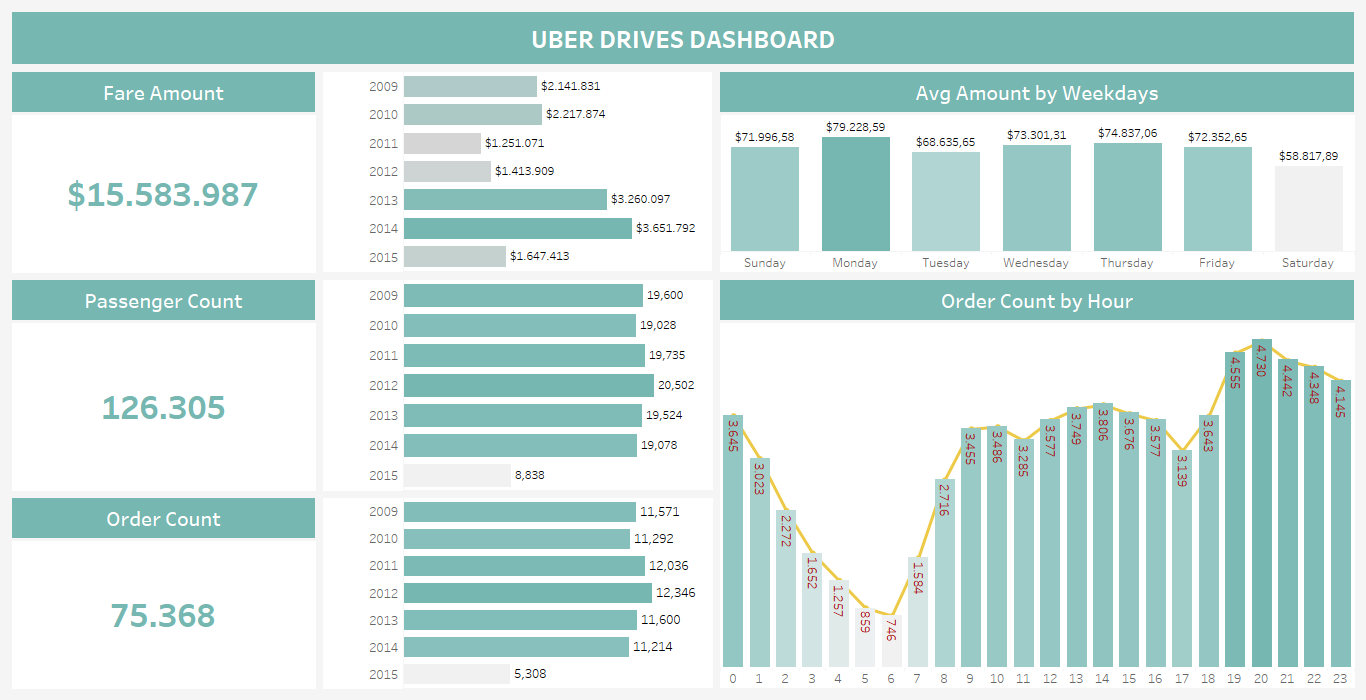 UBER DRIVES DASHBOARD
Fare Amount
$15.583.987
2009 $2.141.831
2010 $2.217.874
2011 $1.251.071
2012 $1.413.909
2013 $3.260.097
2014 $3.651.792
2015 $1.647.413
Avg Amount by Weekdays
$71.996,58 $79.228,59 $68.635,65 $73.301,31 $74.837,06 $72.352,65 $58.817,89
Sunday Monday Tuesday Wednesday Thursday Friday Saturday
Passenger Count
126.305
2009 19,600
2010 19,028
2011 19,735
2012 20,502
2013 19,524
2014 19,078
2015 8,838
Order Count
75.368
2009 11,571
2010 11,292
2011 12,036
2012 12,346
2013 11,600
2014 11,214
2015 5,308
Order Count by Hour
3.645 3.023 2.272 1.652 1.257 859 746 1.584 2.716 3.455 3.486 3.285 3.577 3.749 3.806 3.676 3.577 3.139 3.643 4.555 4.730 4.442 4.348 4.145
0 1 2 3 4 5 6 7 8 9 10 11 12 13 14 15 16 17 18 19 20 21 22 23